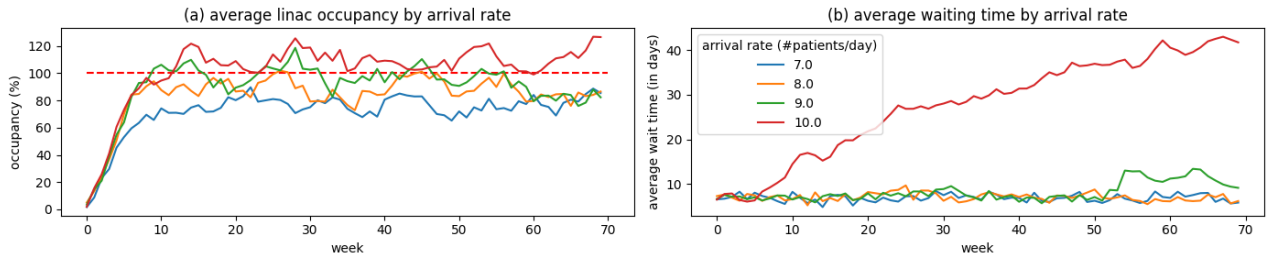 (a) average linac occupancy by arrival rate
occupancy (%)
120
100
80
60
40
20
0
0 10 20 30 40 50 60 70
week
(b) average waiting time by arrival rate
average wait time (in days)
40
30
20
10
arrival rate (#patients/day)
7.0
8.0
9.0
10.0
0 10 20 30 40 50 60 70
week